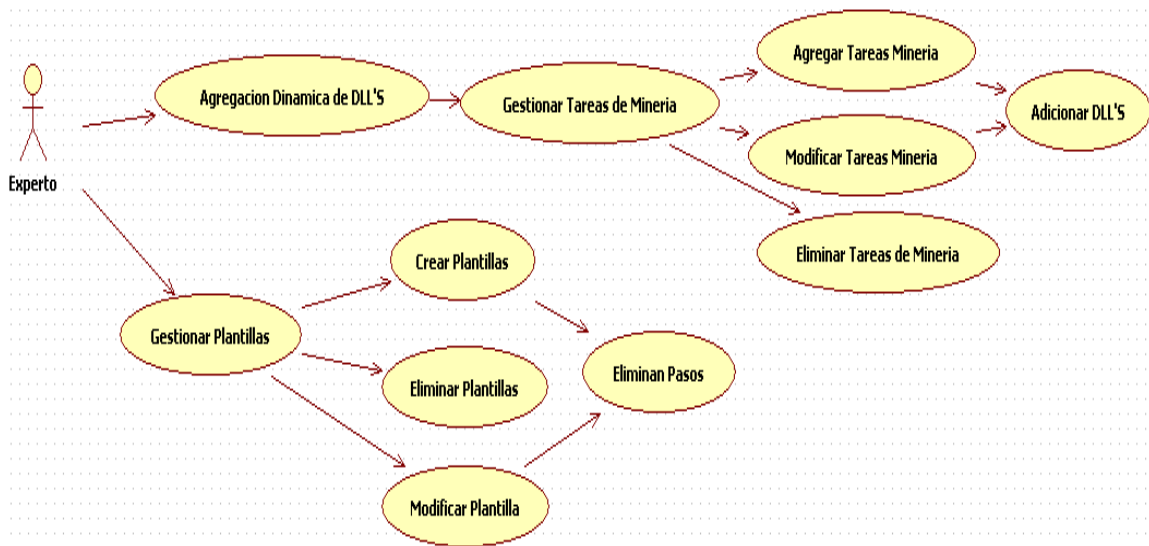 Agregar Tareas Mineria
Agregacion Dinamica de DLL'S
Gestionar Tareas de Mineria
Adicionar DLL'S
Modificar Tareas Mineria
Experto
Eliminar Tareas de Mineria
Crear Plantillas
Gestionar Plantillas
Eliminan Pasos
Eliminar Plantillas
Modificar Plantilla